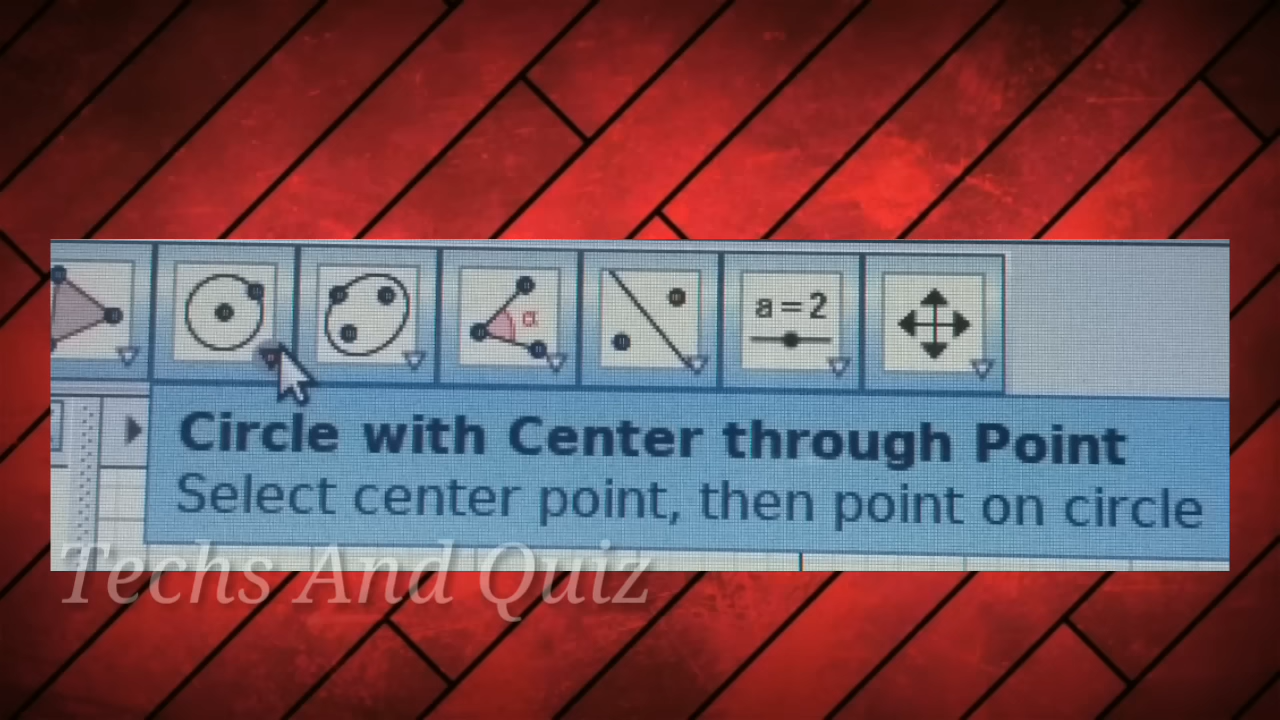 α
a=2
Circle with Center through Point
Select center point, then point on circle
Techs And Quiz